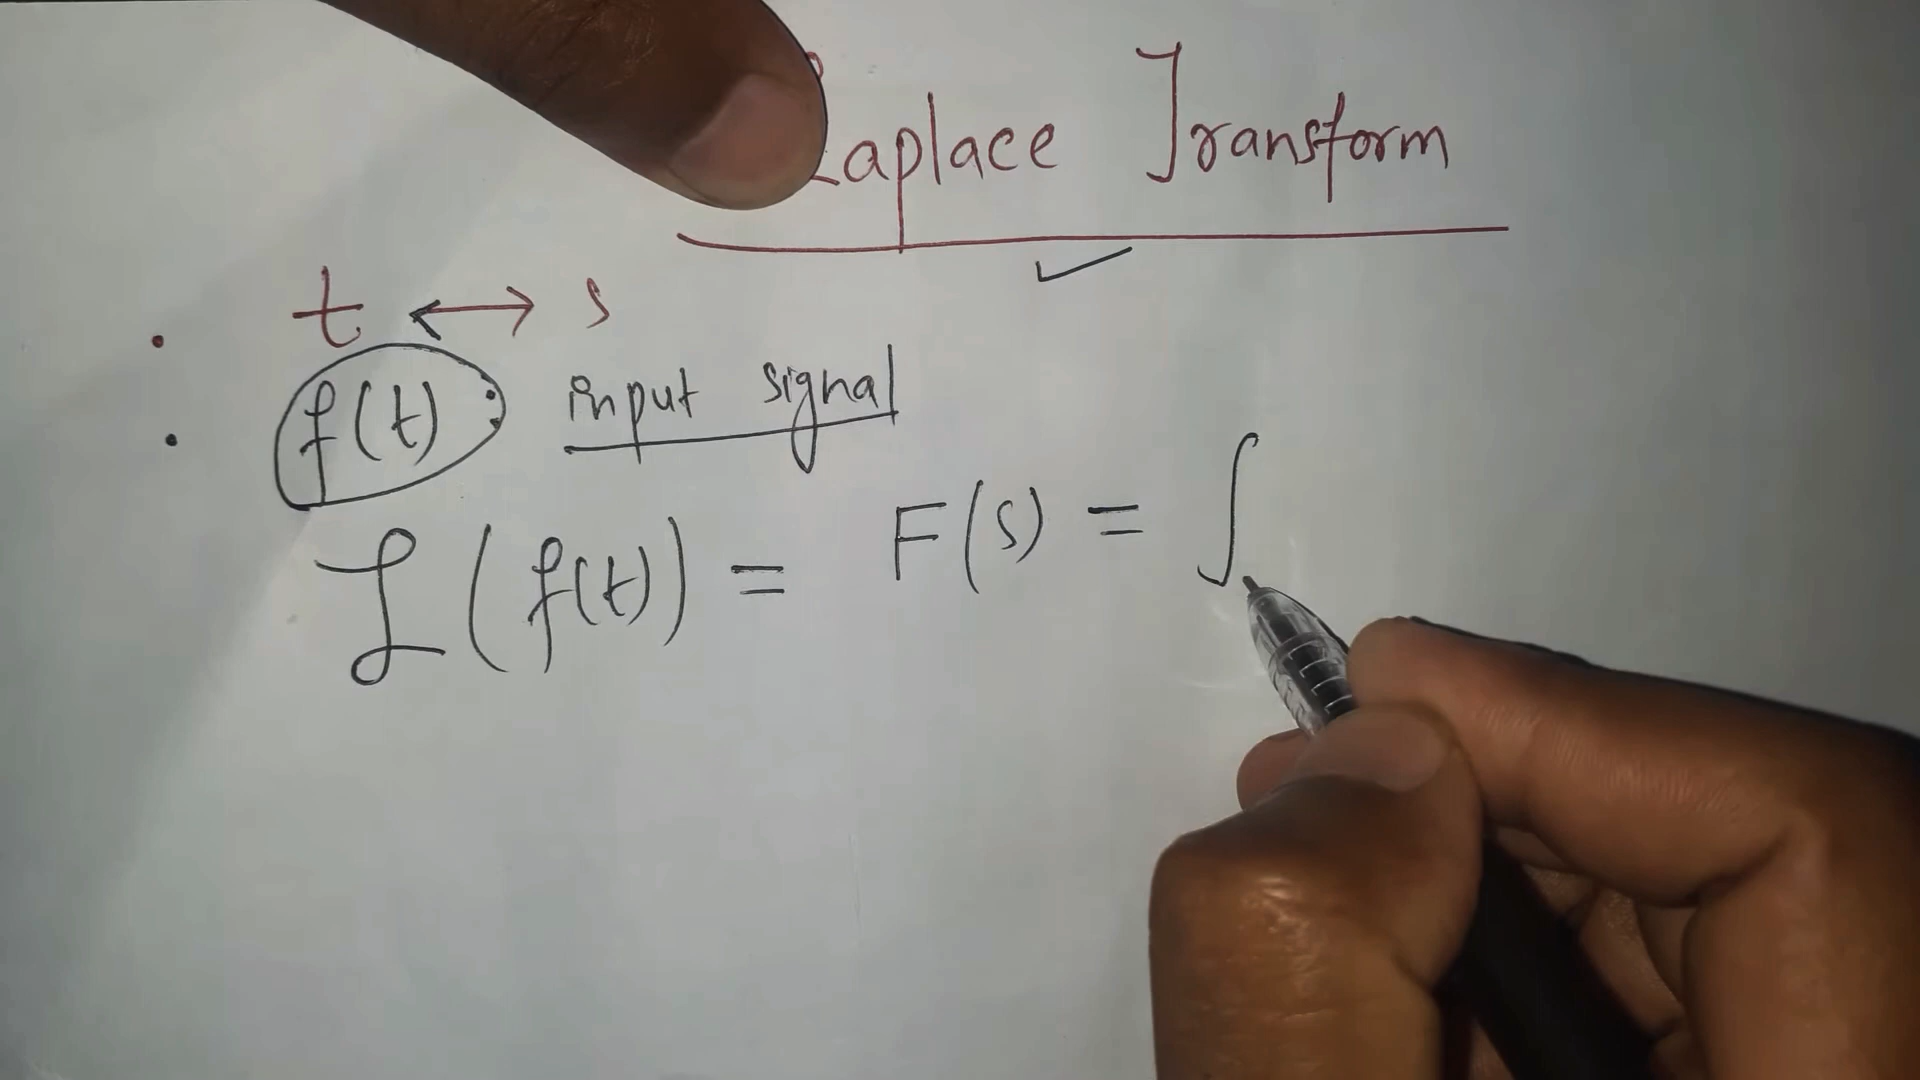 Laplace Transform
t ↔ s
f(t) : input signal
ℒ(f(t)) = F(s) = ∫